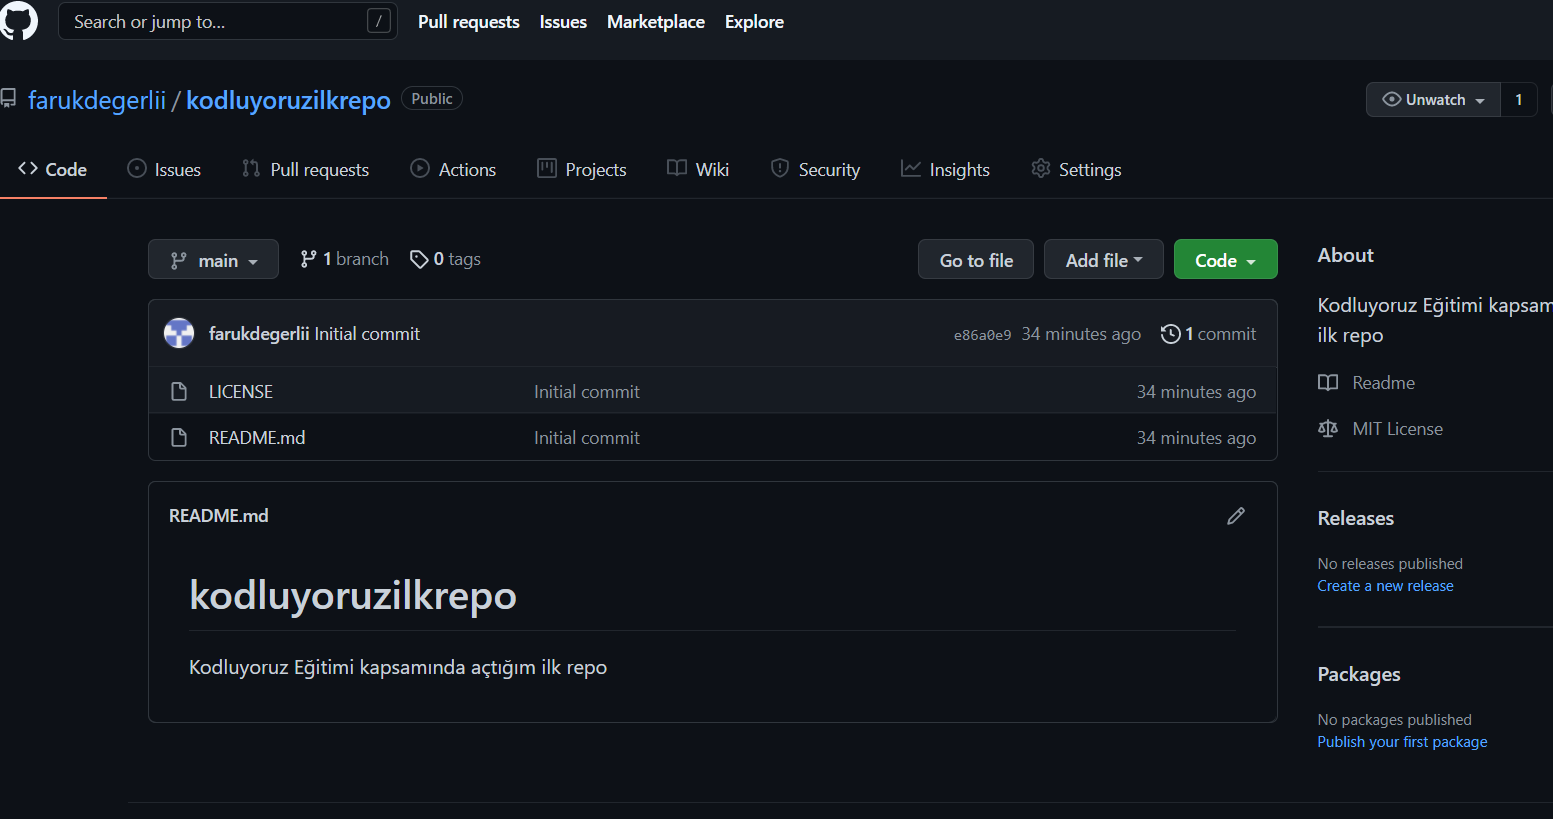 Search or jump to... /
Pull requests Issues Marketplace Explore
farukdegerlii / kodluyoruzilkrepo Public
Unwatch 1
Code Issues Pull requests Actions Projects Wiki Security Insights Settings
main 1 branch 0 tags
Go to file Add file Code
farukdegerlii Initial commit e86a0e9 34 minutes ago 1 commit
LICENSE Initial commit 34 minutes ago
README.md Initial commit 34 minutes ago
README.md
kodluyoruzilkrepo
Kodluyoruz Eğitimi kapsamında açtığım ilk repo
About
Kodluyoruz Eğitimi kapsam
ilk repo
Readme
MIT License
Releases
No releases published
Create a new release
Packages
No packages published
Publish your first package